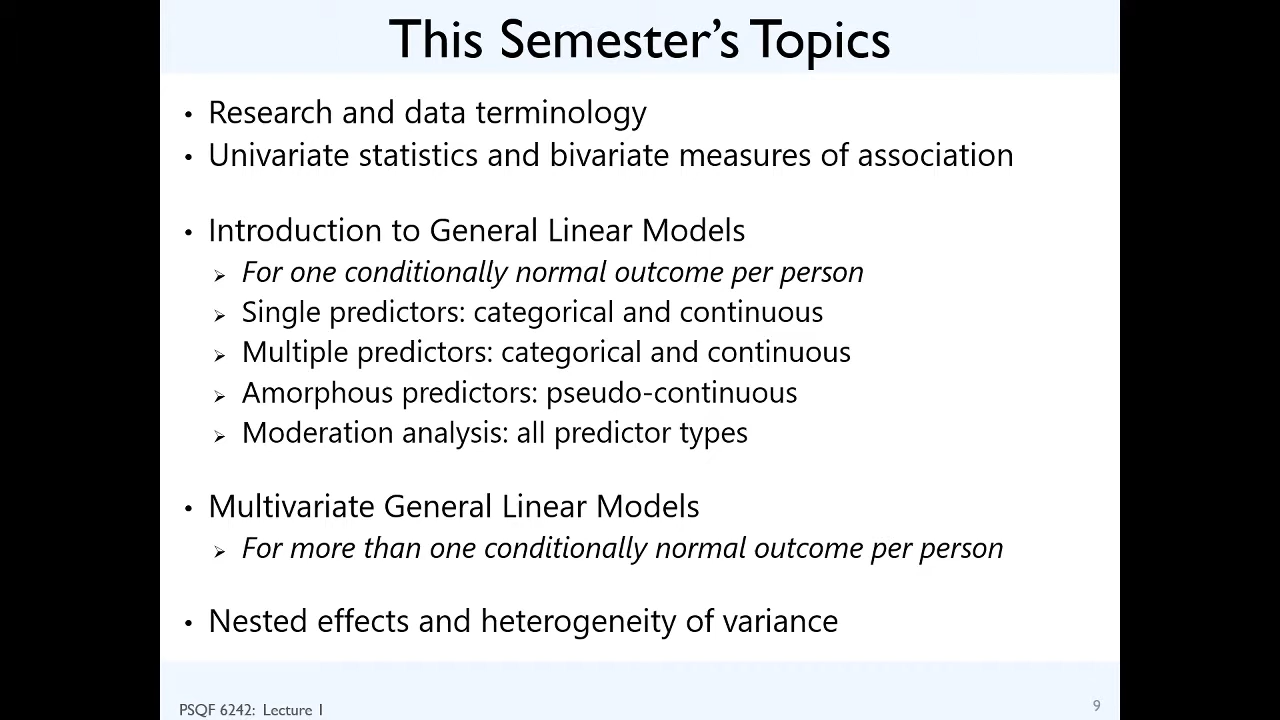 This Semester's Topics
• Research and data terminology
• Univariate statistics and bivariate measures of association
• Introduction to General Linear Models
➢ For one conditionally normal outcome per person
➢ Single predictors: categorical and continuous
➢ Multiple predictors: categorical and continuous
➢ Amorphous predictors: pseudo-continuous
➢ Moderation analysis: all predictor types
• Multivariate General Linear Models
➢ For more than one conditionally normal outcome per person
• Nested effects and heterogeneity of variance
PSQF 6242: Lecture 1
9